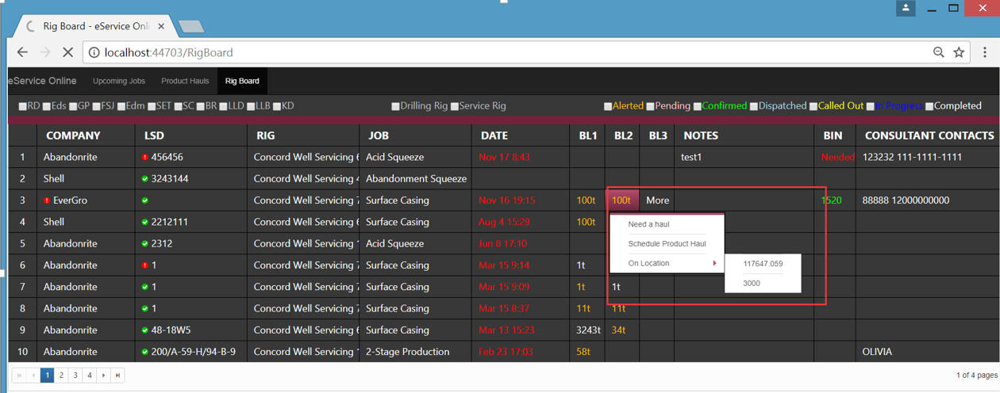 Rig Board - eService Onli
localhost:44703/RigBoard
eService Online Upcoming Jobs Product Hauls Rig Board
RD Eds GP FSJ Edm SET SC BR LLD LLB KD Drilling Rig Service Rig Alerted Pending Confirmed Dispatched Called Out In Progress Completed
COMPANY LSD RIG JOB DATE BL1 BL2 BL3 NOTES BIN CONSULTANT CONTACTS
1 Abandonrite 456456 Concord Well Servicing 6 Acid Squeeze Nov 17 8:43 test1 Needed 123232 111-1111-1111
2 Shell 3243144 Concord Well Servicing 4 Abandonment Squeeze
3 EverGro Concord Well Servicing 7 Surface Casing Nov 16 19:15 100t 100t More 1520 88888 12000000000
4 Shell 2212111 Concord Well Servicing 6 Surface Casing Aug 4 15:29 100t
Need a haul
5 Abandonrite 2312 Concord Well Servicing 1 Acid Squeeze Jun 8 17:10
Schedule Product Haul
6 Abandonrite 1 Concord Well Servicing 7 Surface Casing Mar 15 9:14 1t
On Location 117647.059
3000
7 Abandonrite 1 Concord Well Servicing 7 Surface Casing Mar 15 9:09 1t 1t
8 Abandonrite 1 Concord Well Servicing 7 Surface Casing Mar 15 8:37 11t 11t
9 Abandonrite 48-18W5 Concord Well Servicing 6 Surface Casing Mar 13 15:23 3243t 34t
10 Abandonrite 200/A-59-H/94-B-9 Concord Well Servicing 1 2-Stage Production Feb 23 17:03 58t OLIVIA
1 2 3 4 1 of 4 pages